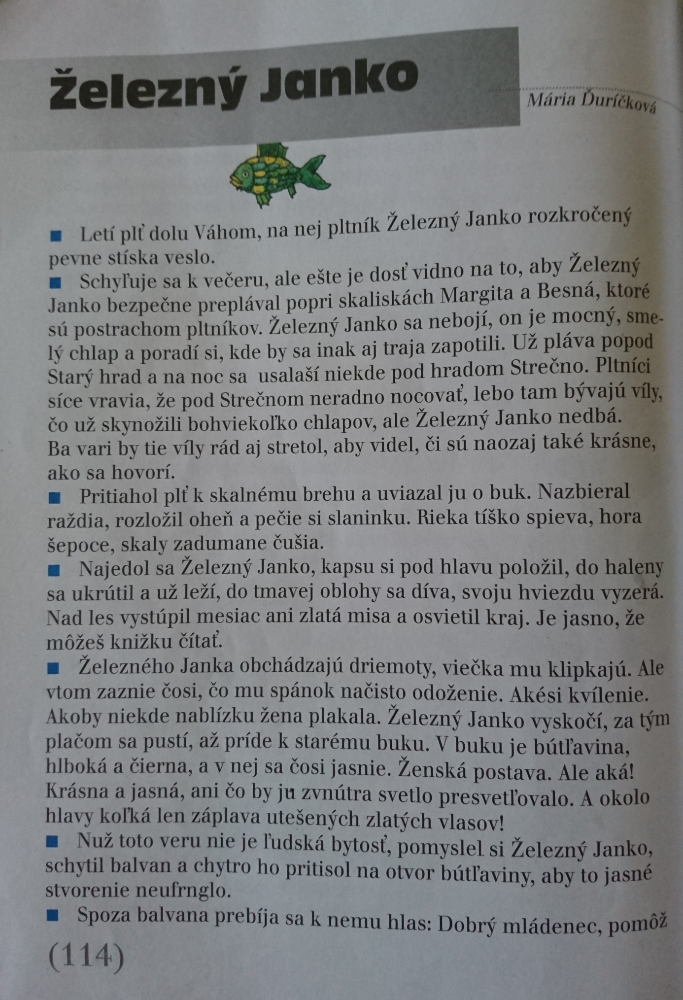 Železný Janko
Mária Ďuríčková
Letí plť dolu Váhom, na nej pltník Železný Janko rozkročený
pevne stíska veslo.
Schyľuje sa k večeru, ale ešte je dosť vidno na to, aby Železný
Janko bezpečne preplával popri skaliskách Margita a Besná, ktoré
sú postrachom pltníkov. Železný Janko sa nebojí, on je mocný, sme-
lý chlap a poradí si, kde by sa inak aj traja zapotili. Už pláva popod
Starý hrad a na noc sa usalaší niekde pod hradom Strečno. Pltníci
síce vravia, že pod Strečnom neradno nocovať, lebo tam bývajú víly,
čo už skynožili bohviekoľko chlapov, ale Železný Janko nedbá.
Ba vari by tie víly rád aj stretol, aby videl, či sú naozaj také krásne,
ako sa hovorí.
Pritiahol plť k skalnému brehu a uviazal ju o buk. Nazbieral
raždia, rozložil oheň a pečie si slaninku. Rieka tíško spieva, hora
šepoce, skaly zadumane čušia.
Najedol sa Železný Janko, kapsu si pod hlavu položil, do haleny
sa ukrútil a už leží, do tmavej oblohy sa díva, svoju hviezdu vyzerá.
Nad les vystúpil mesiac ani zlatá misa a osvietil kraj. Je jasno, že
môžeš knižku čítať.
Železného Janka obchádzajú driemoty, viečka mu klipkajú. Ale
vtom zaznie čosi, čo mu spánok načisto odoženie. Akési kvílenie.
Akoby niekde nablízku žena plakala. Železný Janko vyskočí, za tým
plačom sa pustí, až príde k starému buku. V buku je bútľavina,
hlboká a čierna, a v nej sa čosi jasnie. Ženská postava. Ale aká!
Krásna a jasná, ani čo by ju zvnútra svetlo presvetľovalo. A okolo
hlavy koľká len záplava utešených zlatých vlasov!
Nuž toto veru nie je ľudská bytosť, pomyslel si Železný Janko,
schytil balvan a chytro ho pritisol na otvor bútľaviny, aby to jasné
stvorenie neufrnglo.
Spoza balvana prebíja sa k nemu hlas: Dobrý mládenec, pomôž
(114)